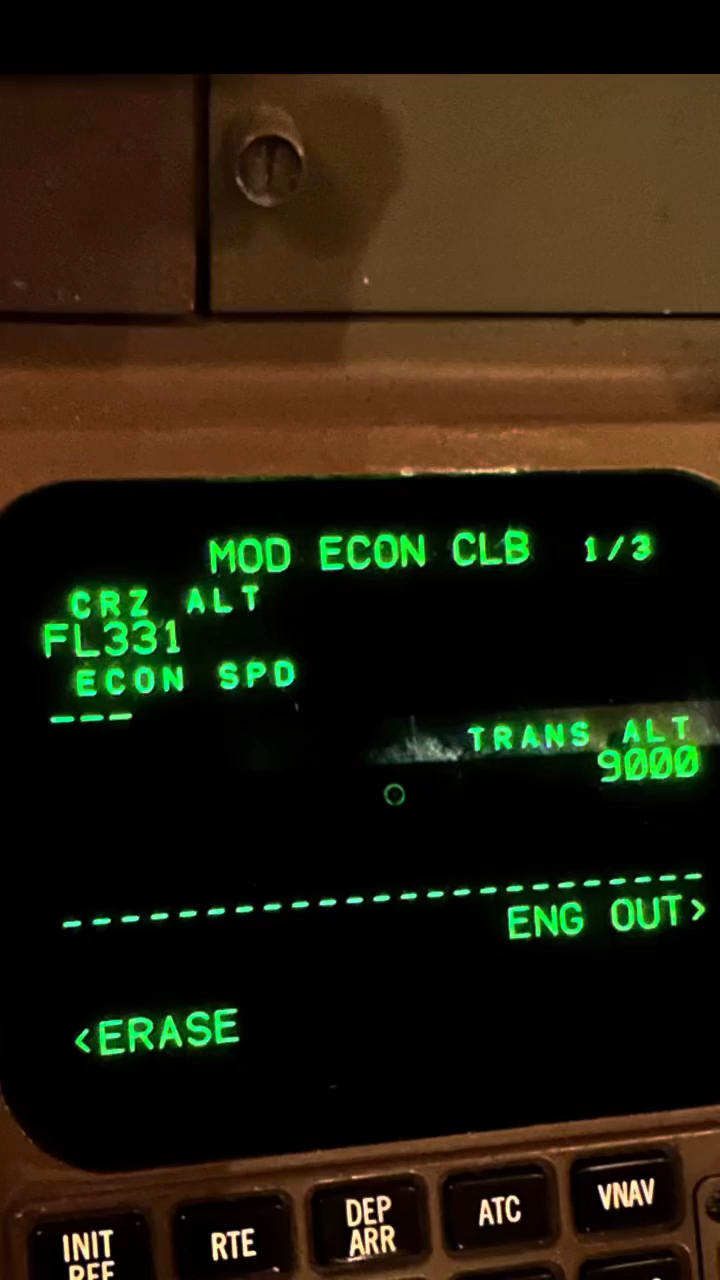 MOD ECON CLB 1/3
CRZ ALT
FL331
ECON SPD
---
TRANS ALT
9000
------------------------
ENG OUT>
<ERASE
INIT REF
RTE
DEP ARR
ATC
VNAV